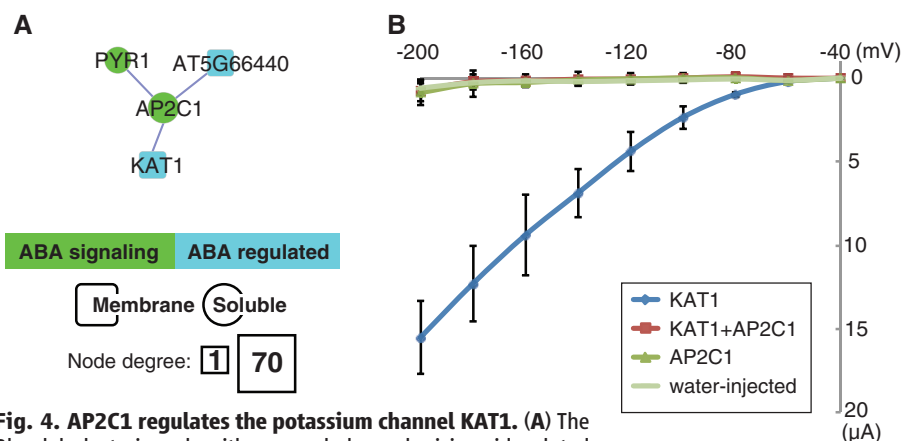 A
PYR1
AT5G66440
AP2C1
KAT1
ABA signaling ABA regulated
Membrane Soluble
Node degree: 1 70
B
-200 -160 -120 -80 -40 (mV)
0
5
10
15
20
(µA)
KAT1
KAT1+AP2C1
AP2C1
water-injected
Fig. 4. AP2C1 regulates the potassium channel KAT1. (A) The